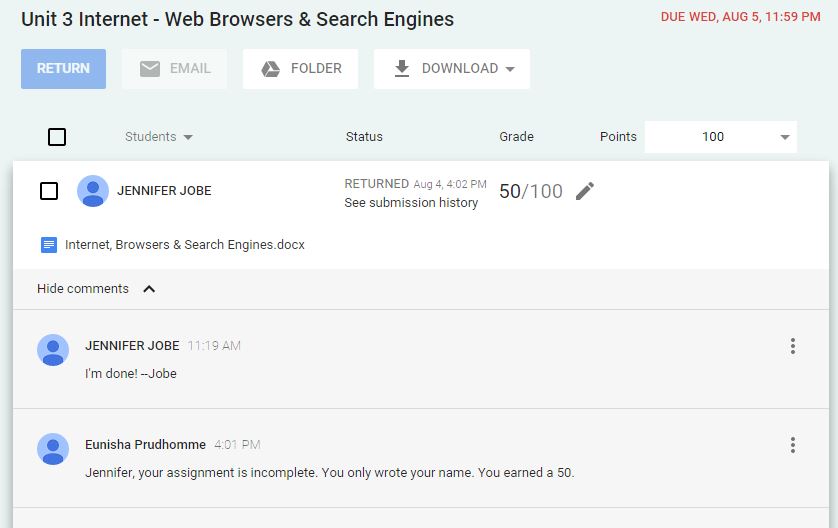 Unit 3 Internet - Web Browsers & Search Engines
DUE WED, AUG 5, 11:59 PM
RETURN
EMAIL
FOLDER
DOWNLOAD
Students
Status
Grade
Points
100
JENNIFER JOBE
RETURNED Aug 4, 4:02 PM
See submission history
50/100
Internet, Browsers & Search Engines.docx
Hide comments
JENNIFER JOBE 11:19 AM
I'm done! --Jobe
Eunisha Prudhomme 4:01 PM
Jennifer, your assignment is incomplete. You only wrote your name. You earned a 50.